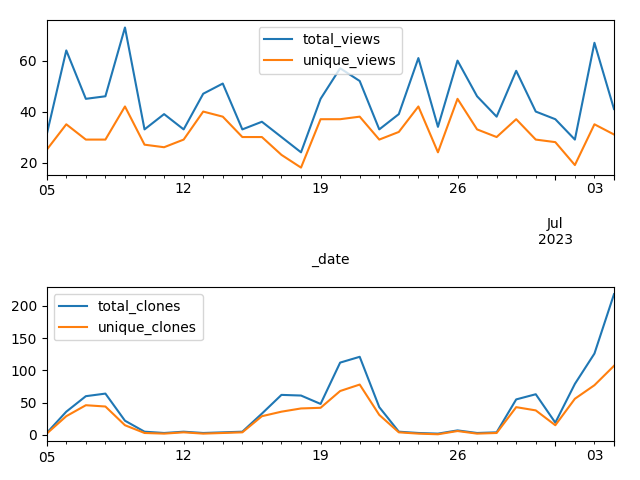 total_views
unique_views
60
40
20
05 12 19 26 03
Jul
2023
_date
total_clones
unique_clones
200
150
100
50
0
05 12 19 26 03